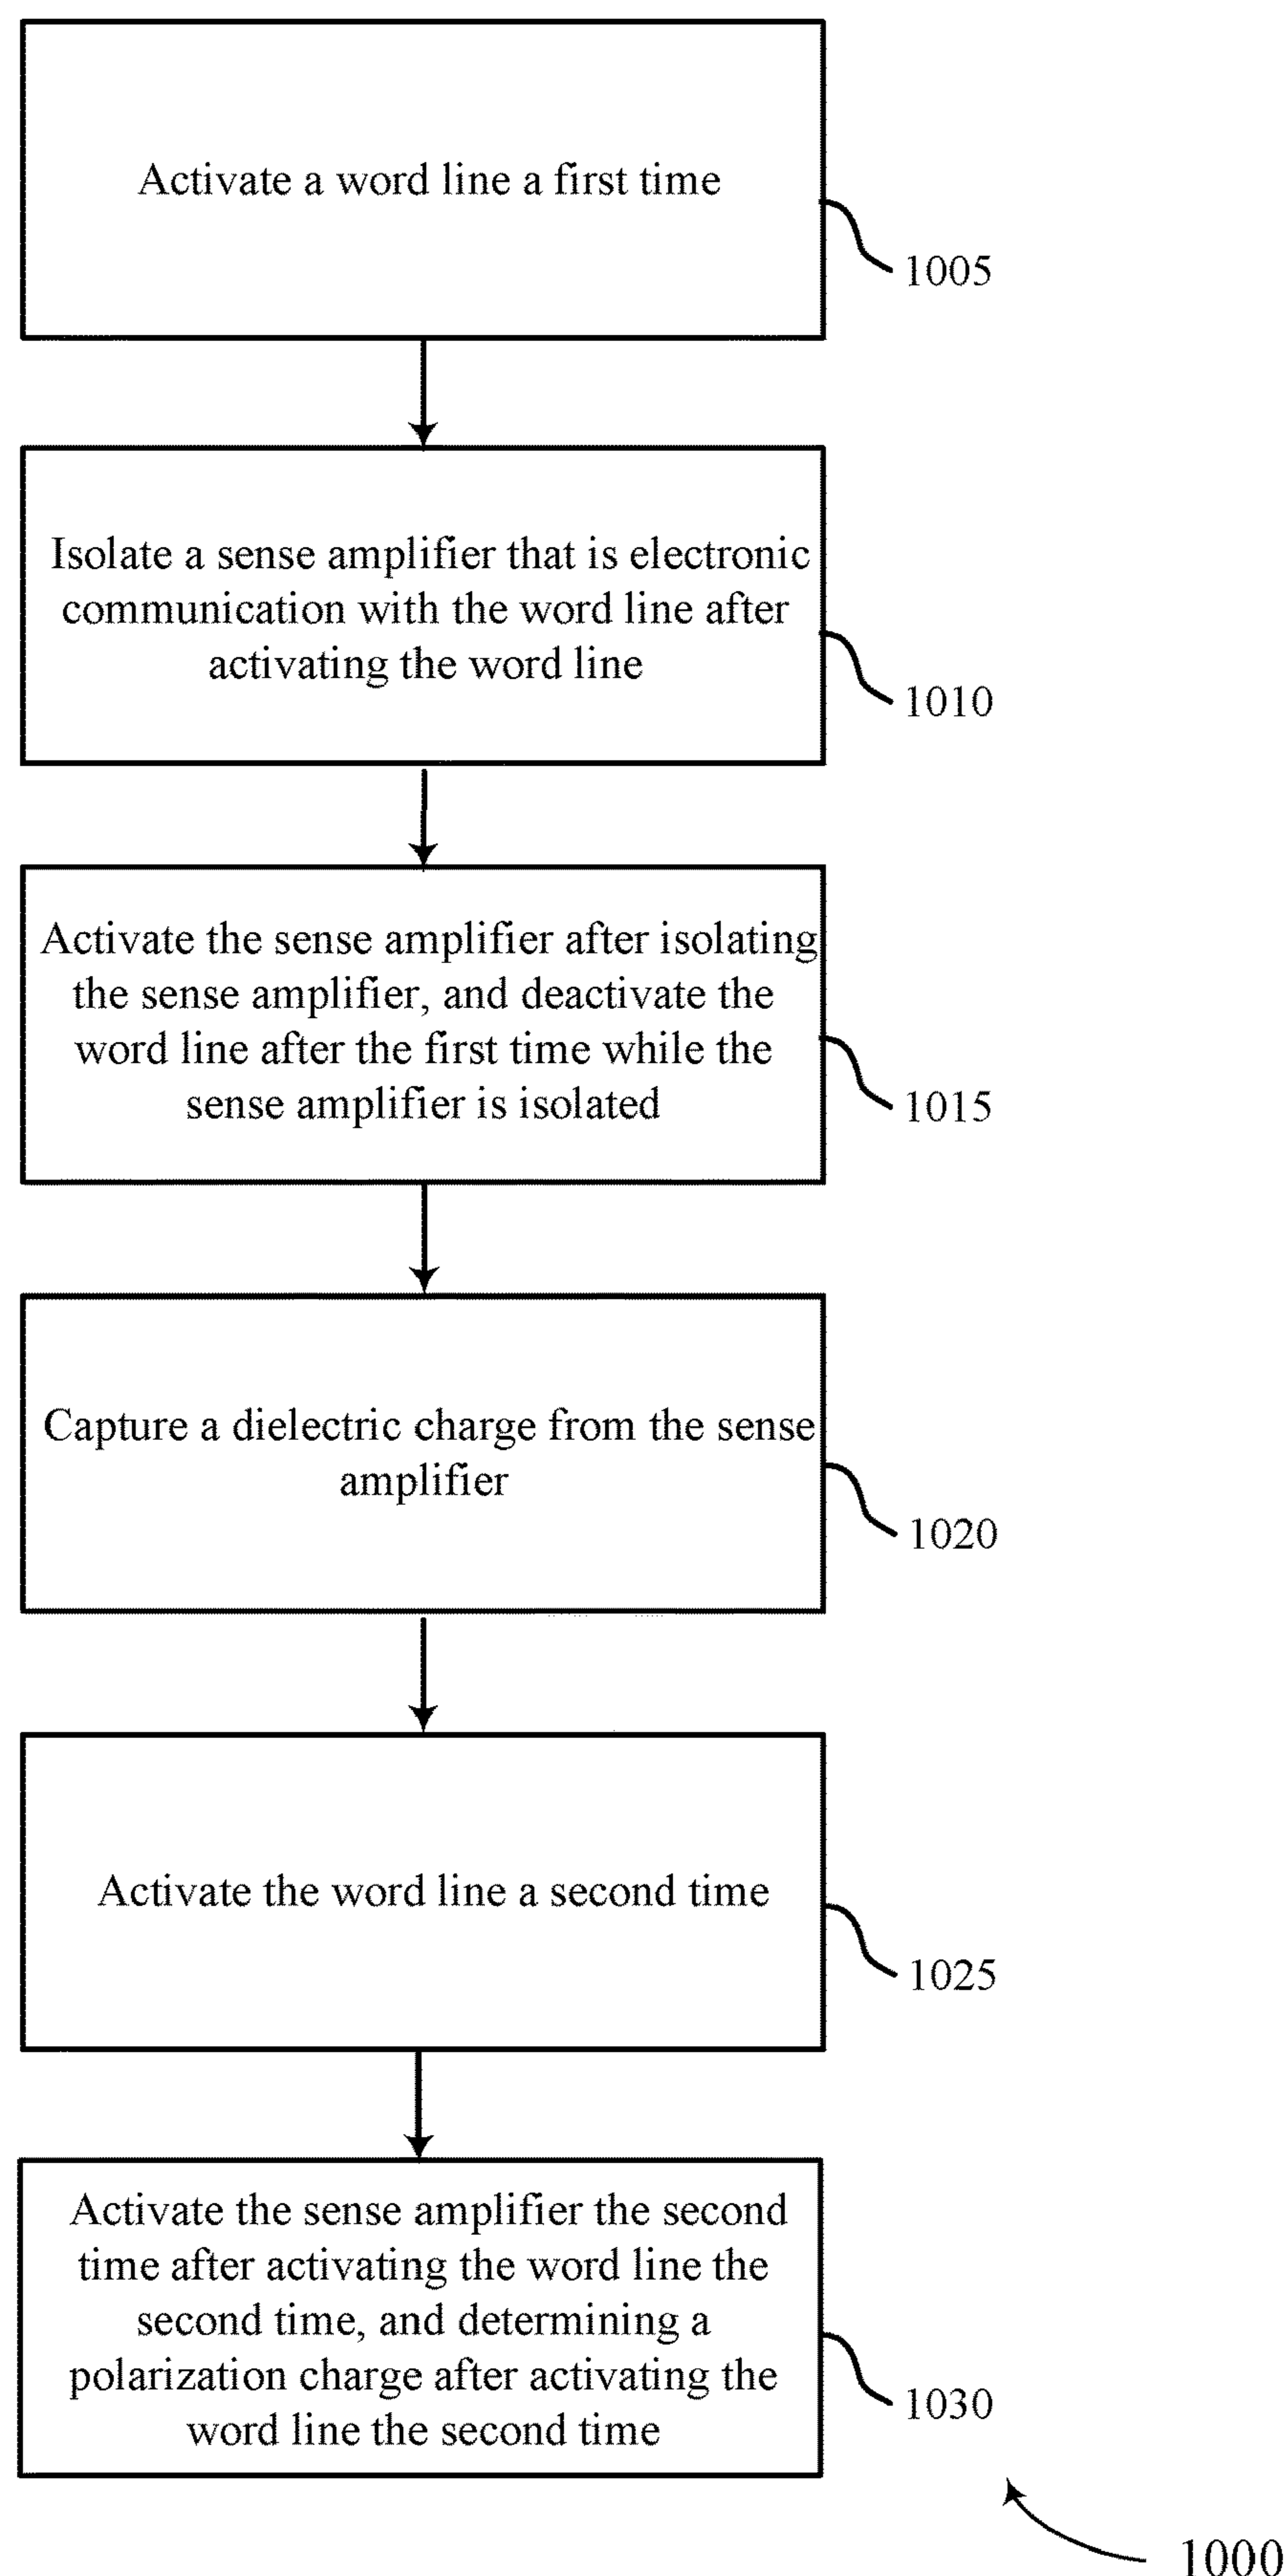 Activate a word line a first time
1005
Isolate a sense amplifier that is electronic
communication with the word line after
activating the word line
1010
Activate the sense amplifier after isolating
the sense amplifier, and deactivate the
word line after the first time while the
sense amplifier is isolated
1015
Capture a dielectric charge from the sense
amplifier
1020
Activate the word line a second time
1025
Activate the sense amplifier the second
time after activating the word line the
second time, and determining a
polarization charge after activating the
word line the second time
1030
1000